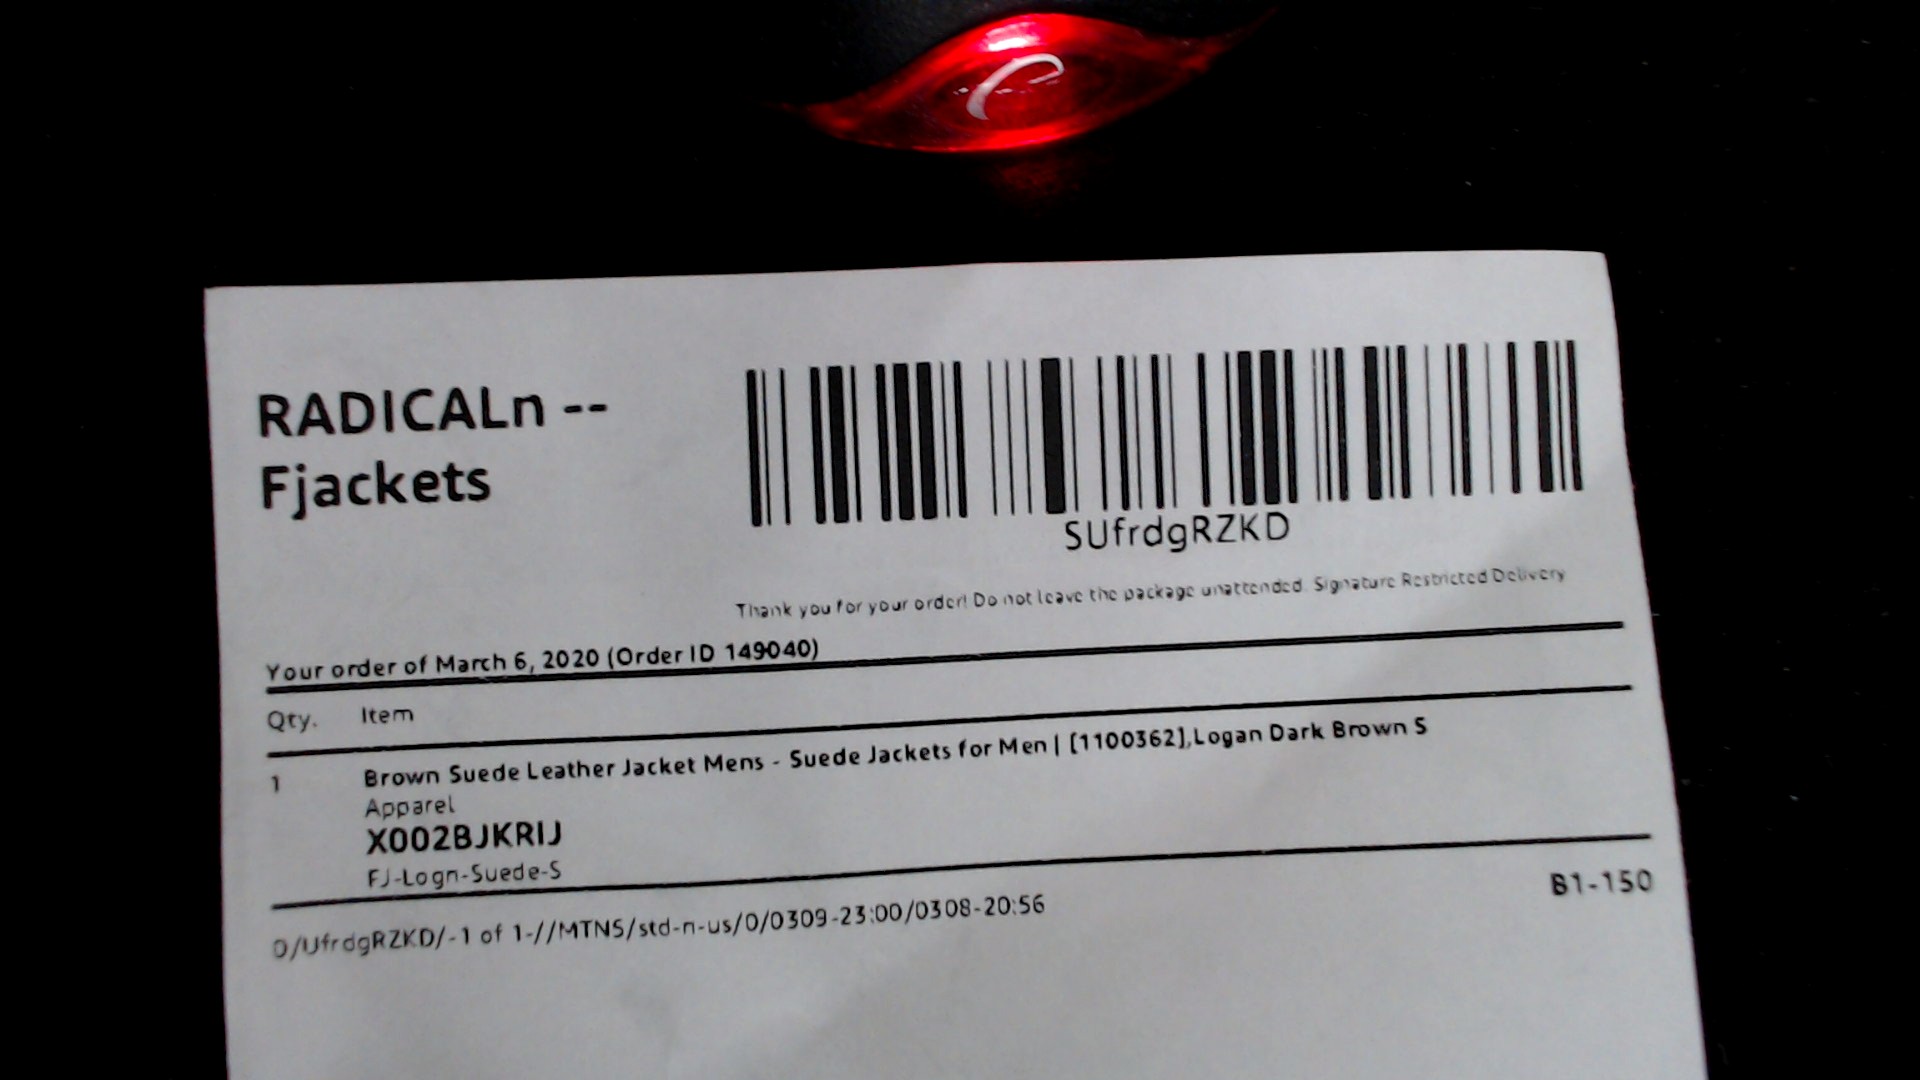 RADICALn --
Fjackets
SUfrdgRZKD
Thank you for your order! Do not leave the package unattended. Signature Restricted Delivery
Your order of March 6, 2020 (Order ID 149040)
Qty. Item
1 Brown Suede Leather Jacket Mens - Suede Jackets for Men | [1100362],Logan Dark Brown S
Apparel
X002BJKRIJ
FJ-Logn-Suede-S
B1-150
0/UfrdgRZKD/-1 of 1-//MTN5/std-n-us/0/0309-23:00/0308-20:56